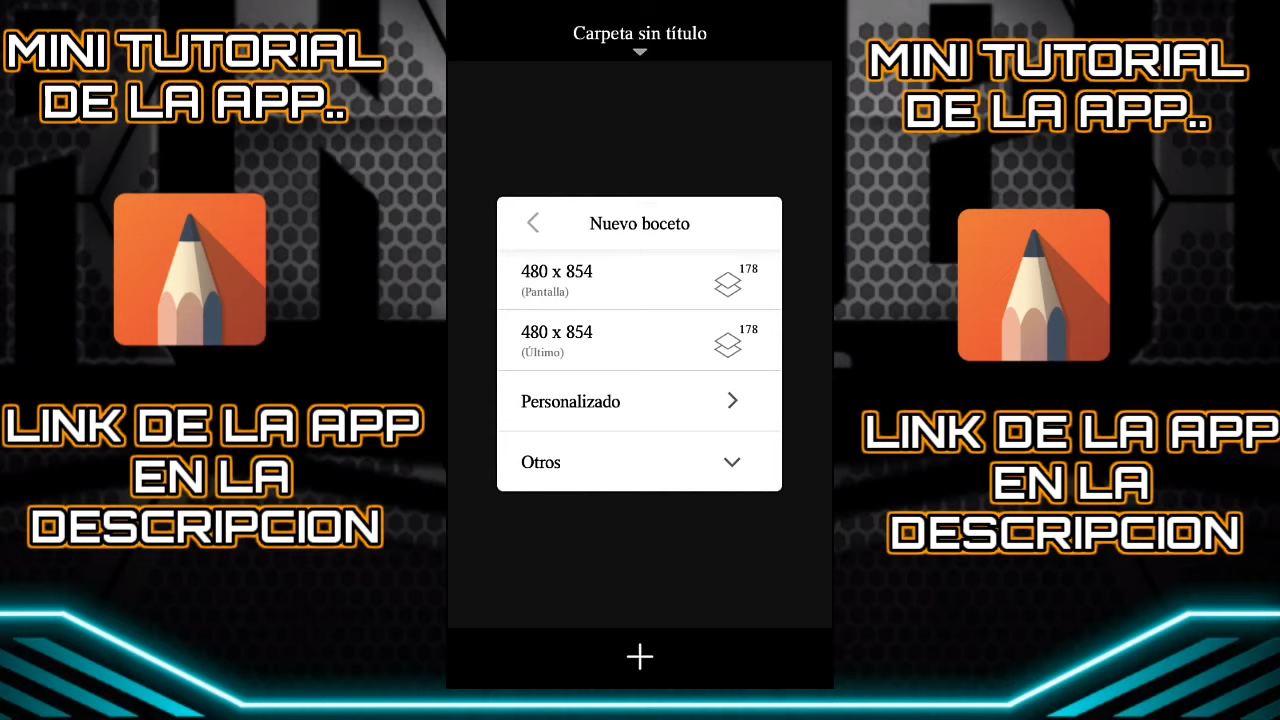 MINI TUTORIAL
DE LA APP..
LINK DE LA APP
EN LA
DESCRIPCION
Carpeta sin título
Nuevo boceto
480 x 854
178
(Pantalla)
480 x 854
178
(Último)
Personalizado
Otros
MINI TUTORIAL
DE LA APP..
LINK DE LA APP
EN LA
DESCRIPCION